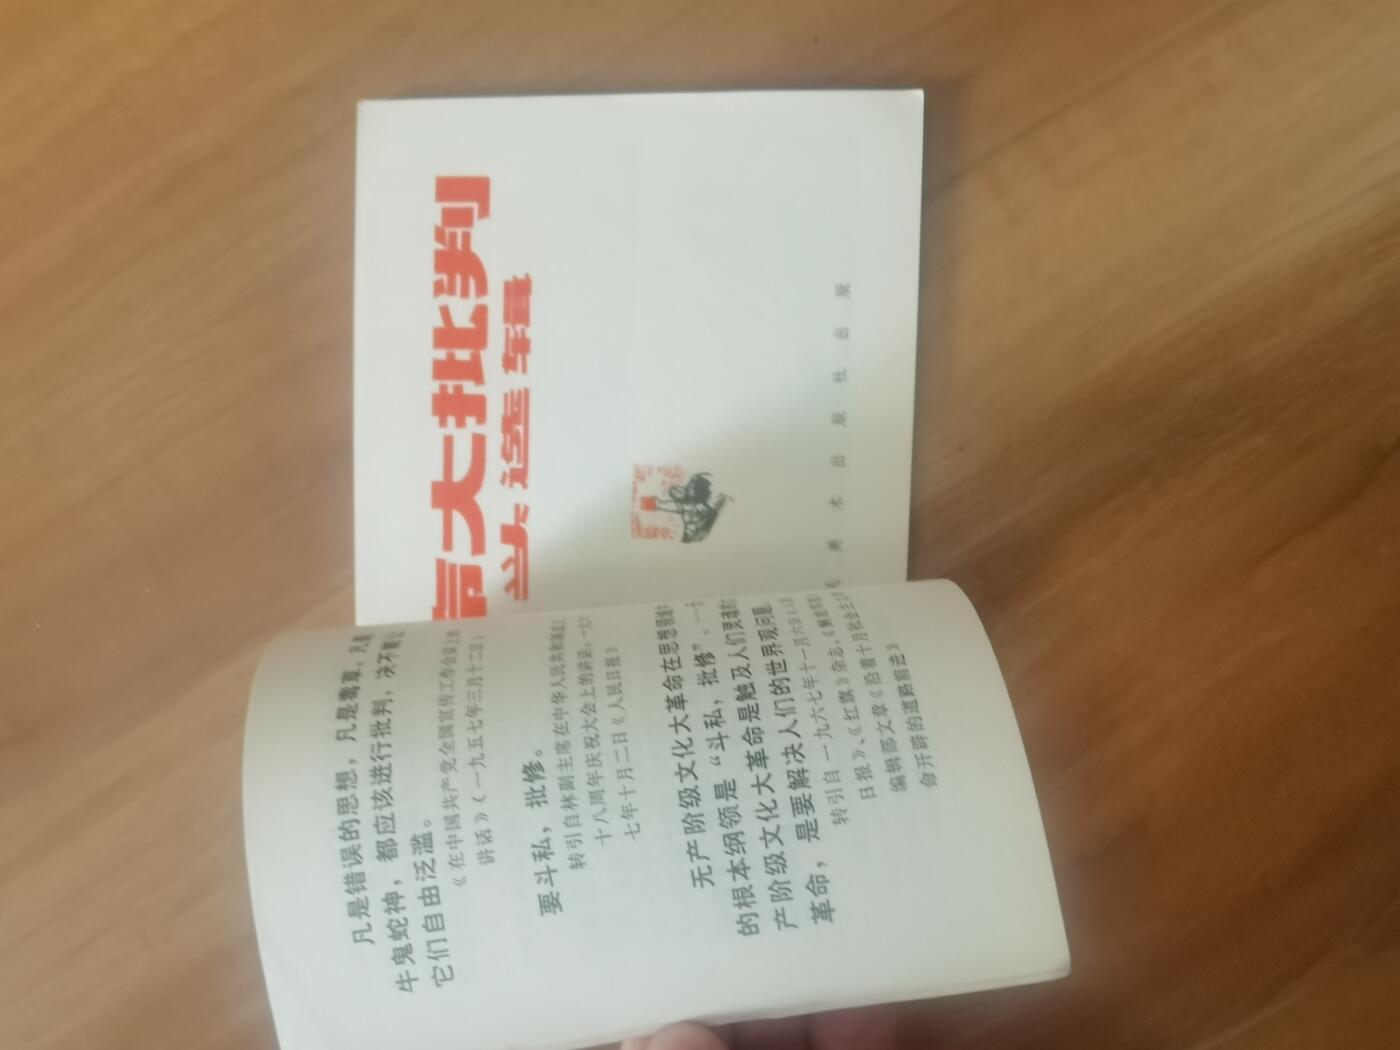 大批判
选辑
美术出版社出版
凡是错误的思想，凡是毒草，凡是
牛鬼蛇神，都应该进行批判，决不能让
它们自由泛滥。
《在中国共产党全国宣传工作会议上的
讲话》（一九五七年三月十二日）
要斗私，批修。
转引自林副主席在中华人民共和国成立
十八周年庆祝大会上的讲话，一九六
七年十月二日《人民日报》
无产阶级文化大革命在思想领域中
的根本纲领是“斗私，批修”。
产阶级文化大革命是触及人们灵魂的
革命，是要解决人们的世界观问题。
转引自一九六七年十一月六日《人民
日报》、《红旗》杂志、《解放军报》
编辑部文章《沿着十月社会主义革
命开辟的道路前进》